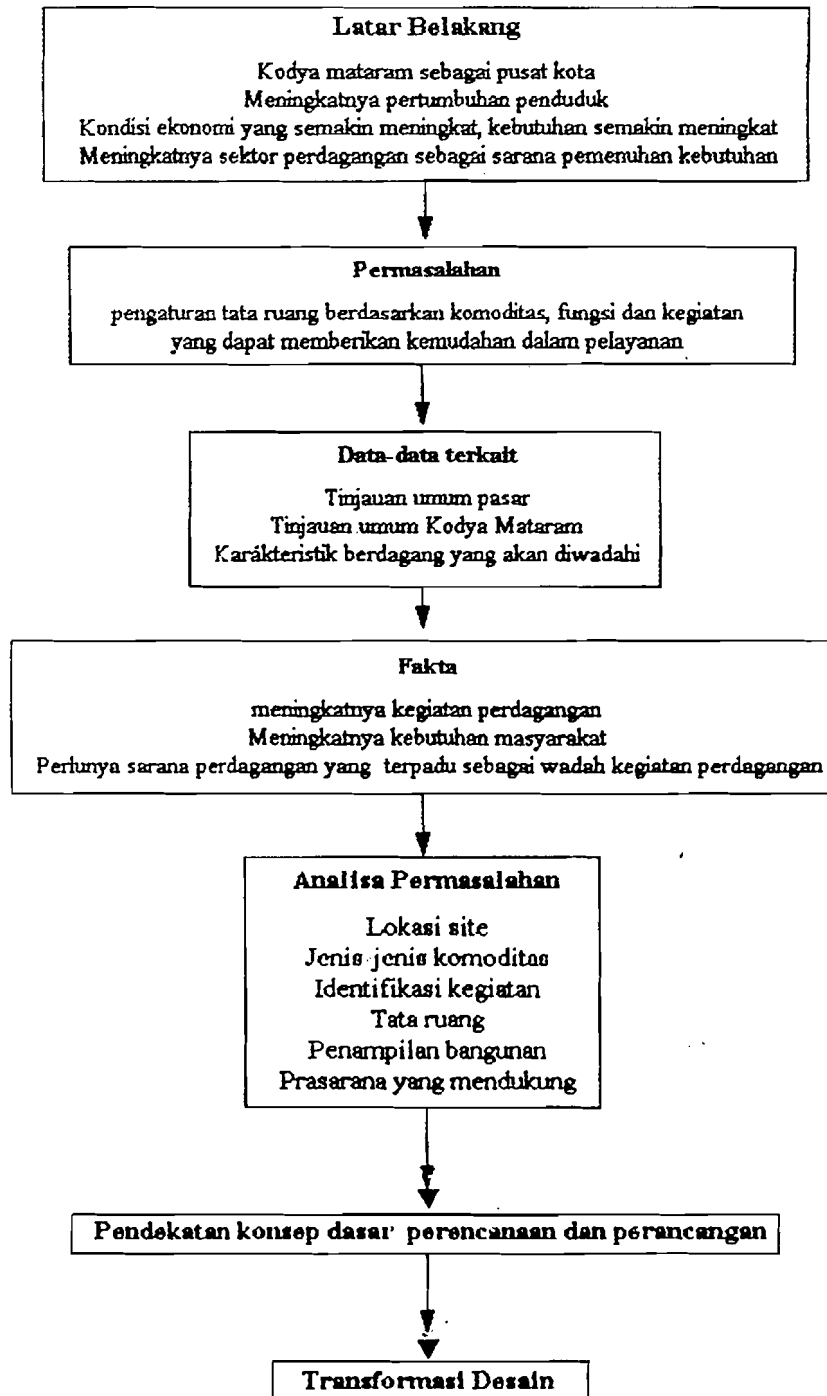 Latar Belakang
Kodya mataram sebagai pusat kota
Meningkatnya pertumbuhan penduduk
Kondisi ekonomi yang semakin meningkat, kebutuhan semakin meningkat
Meningkatnya sektor perdagangan sebagai sarana pemenuhan kebutuhan
Permasalahan
pengaturan tata ruang berdasarkan komoditas, fungsi dan kegiatan
yang dapat memberikan kemudahan dalam pelayanan
Data-data terkait
Tinjauan umum pasar
Tinjauan umum Kodya Mataram
Karakteristik berdagang yang akan diwadahi
Fakta
meningkatnya kegiatan perdagangan
Meningkatnya kebutuhan masyarakat
Perlunya sarana perdagangan yang terpadu sebagai wadah kegiatan perdagangan
Analisa Permasalahan
Lokasi site
Jenis-jenis komoditas
Identifikasi kegiatan
Tata ruang
Penampilan bangunan
Prasarana yang mendukung
Pendekatan konsep dasar perencanaan dan perancangan
Transformasi Desain